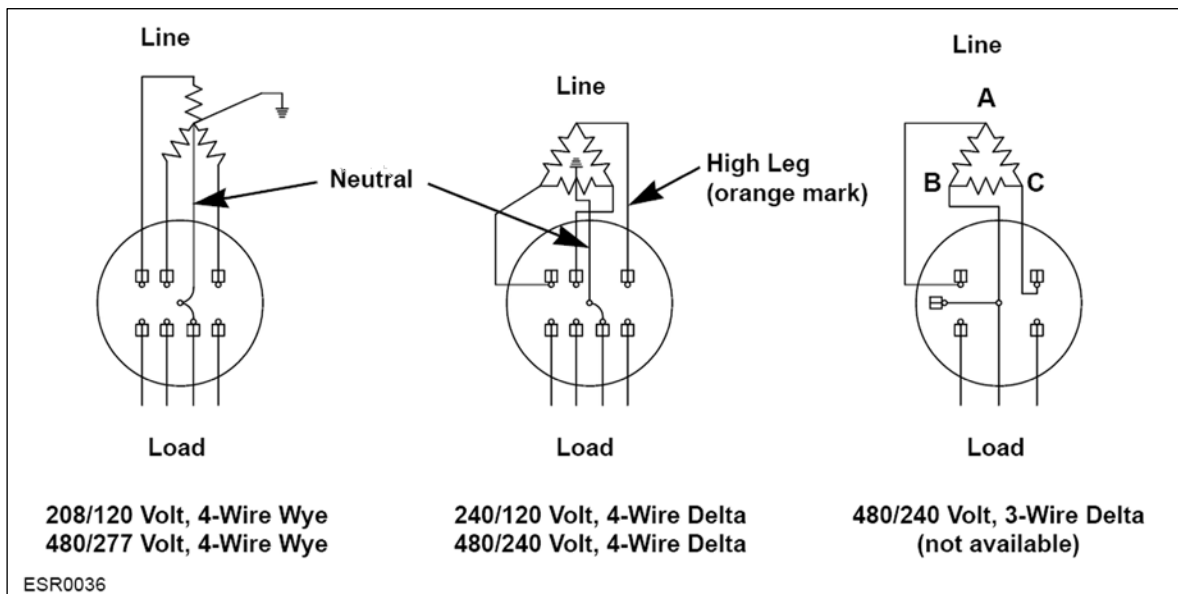 Line
Line
Line
A
B
C
Neutral
High Leg
(orange mark)
Load
Load
Load
208/120 Volt, 4-Wire Wye
480/277 Volt, 4-Wire Wye
240/120 Volt, 4-Wire Delta
480/240 Volt, 4-Wire Delta
480/240 Volt, 3-Wire Delta
(not available)
ESR0036